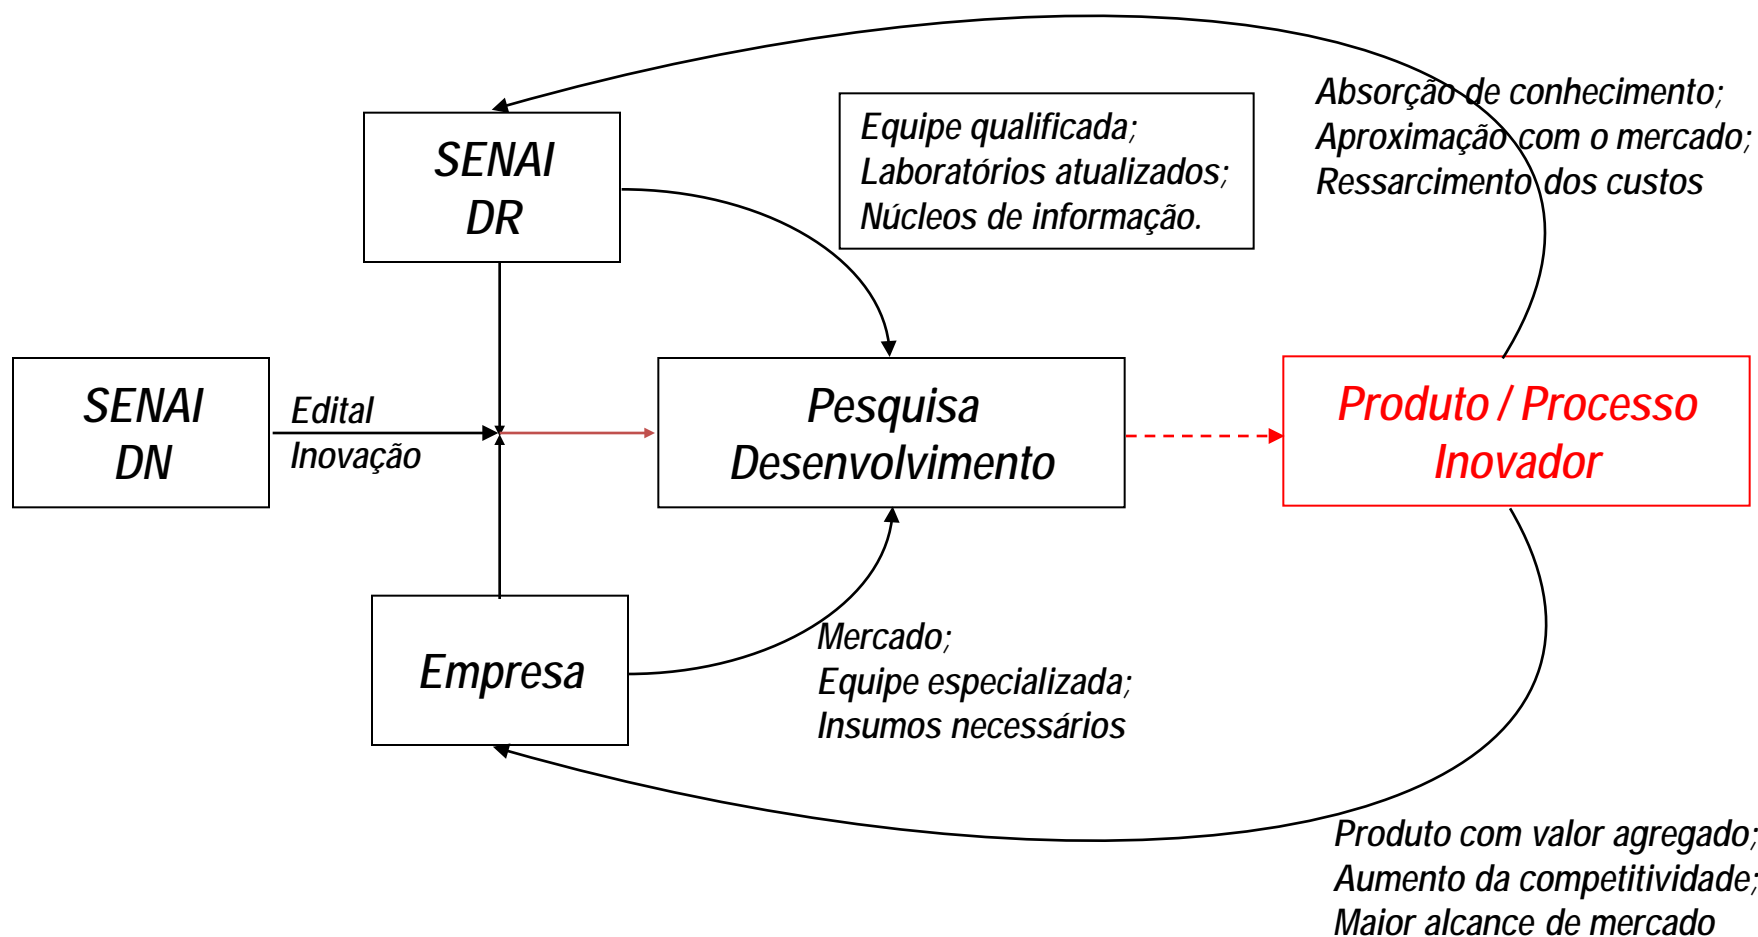 Absorção de conhecimento;
Aproximação com o mercado;
Ressarcimento dos custos
Equipe qualificada;
Laboratórios atualizados;
Núcleos de informação.
SENAI
DR
SENAI
DN
Edital
Inovação
Pesquisa
Desenvolvimento
Produto / Processo
Inovador
Empresa
Mercado;
Equipe especializada;
Insumos necessários
Produto com valor agregado;
Aumento da competitividade;
Maior alcance de mercado